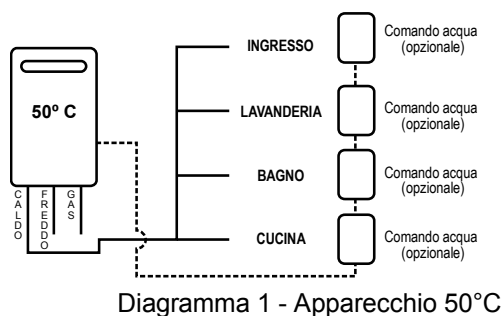 50º C
CALDO
FREDDO
GAS
INGRESSO
Comando acqua
(opzionale)
LAVANDERIA
Comando acqua
(opzionale)
BAGNO
Comando acqua
(opzionale)
CUCINA
Comando acqua
(opzionale)
Diagramma 1 - Apparecchio 50°C